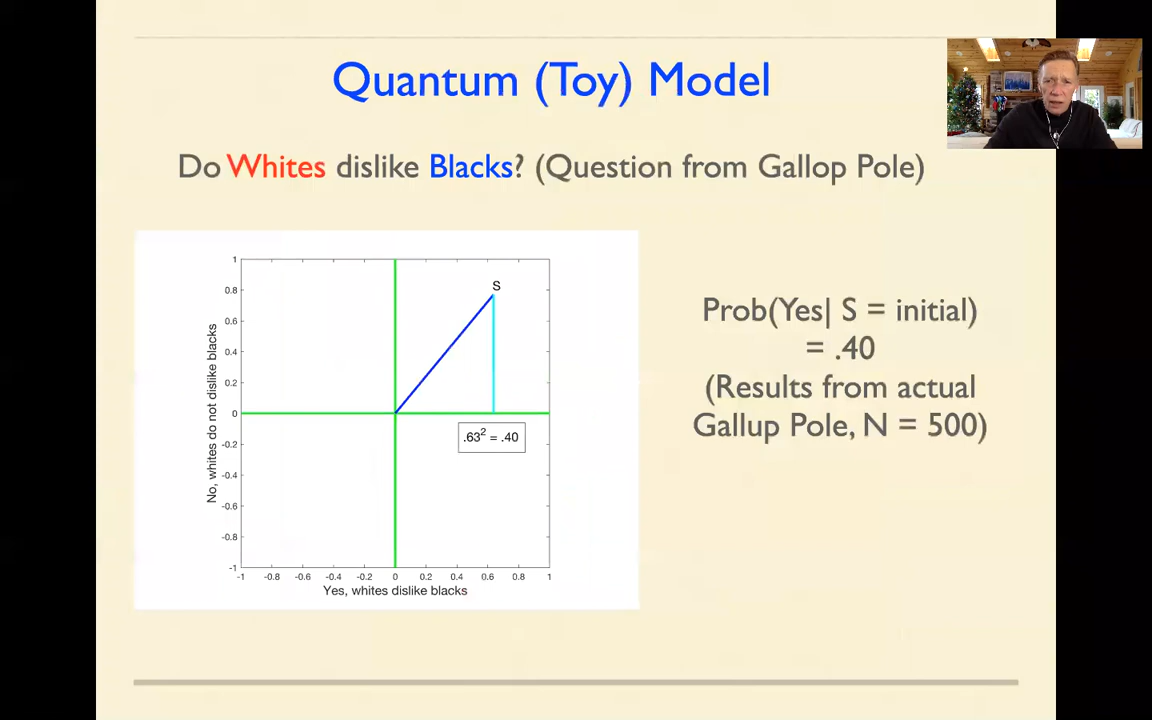 Quantum (Toy) Model
Do Whites dislike Blacks? (Question from Gallop Pole)
1
0.8
0.6
0.4
0.2
0
-0.2
-0.4
-0.6
-0.8
-1
No, whites do not dislike blacks
S
.63² = .40
-1 -0.8 -0.6 -0.4 -0.2 0 0.2 0.4 0.6 0.8 1
Yes, whites dislike blacks
Prob(Yes| S = initial)
= .40
(Results from actual
Gallup Pole, N = 500)